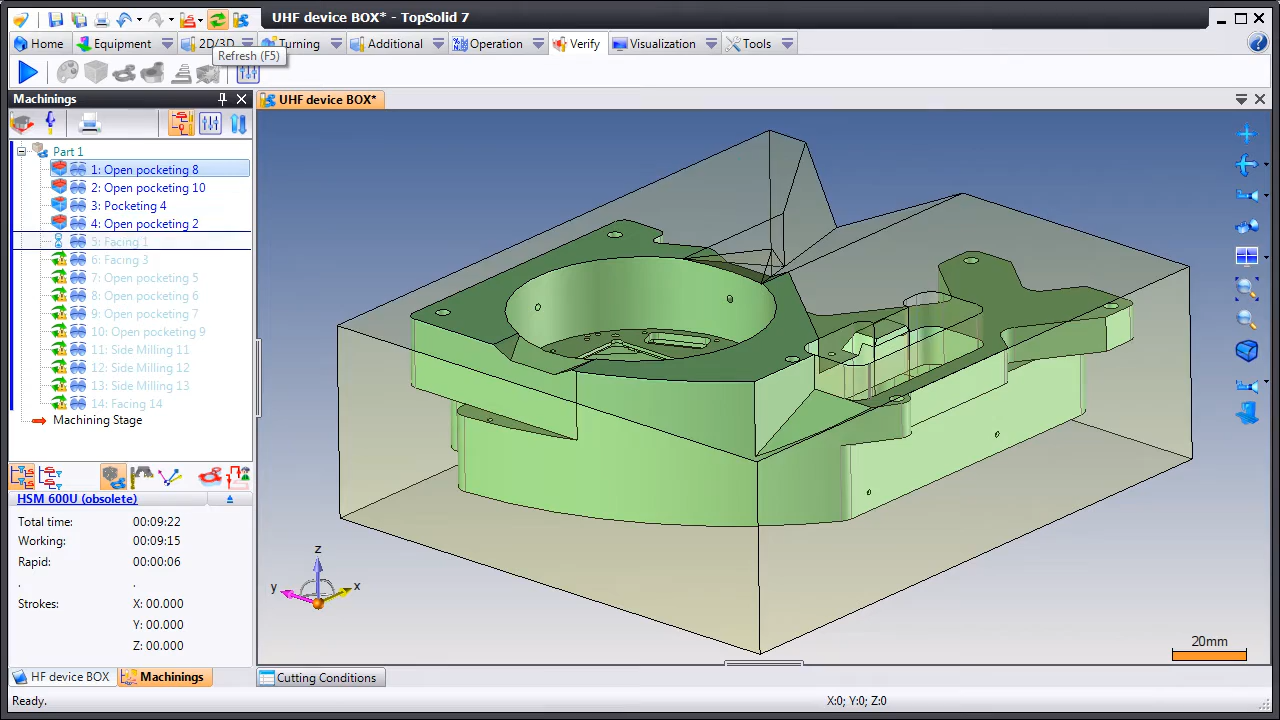 UHF device BOX* - TopSolid 7
Home Equipment 2D/3D Turning Additional Operation Verify Visualization Tools
Refresh (F5)
Machinings
UHF device BOX*
Part 1
1: Open pocketing 8
2: Open pocketing 10
3: Pocketing 4
4: Open pocketing 2
5: Facing 1
6: Facing 3
7: Open pocketing 5
8: Open pocketing 6
9: Open pocketing 7
10: Open pocketing 9
11: Side Milling 11
12: Side Milling 12
13: Side Milling 13
14: Facing 14
Machining Stage
HSM 600U (obsolete)
Total time: 00:09:22
Working: 00:09:15
Rapid: 00:00:06
. .
Strokes: X: 00.000
Y: 00.000
Z: 00.000
z
y
x
20mm
HF device BOX Machinings Cutting Conditions
Ready. X:0; Y:0; Z:0